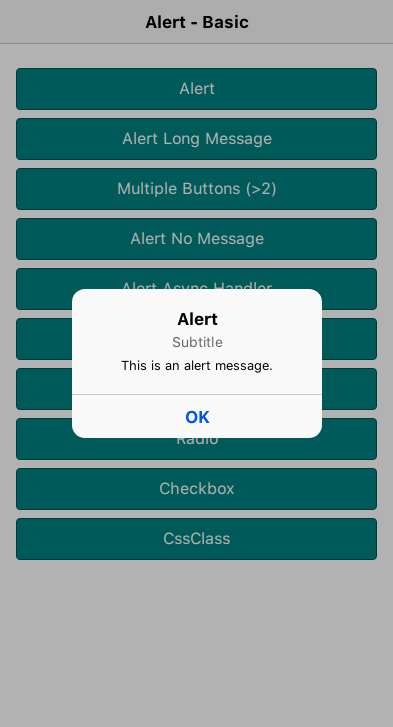 Alert - Basic
Alert
Alert Long Message
Multiple Buttons (>2)
Alert No Message
Alert Async Handler
Alert
Subtitle
This is an alert message.
OK
Radio
Checkbox
CssClass